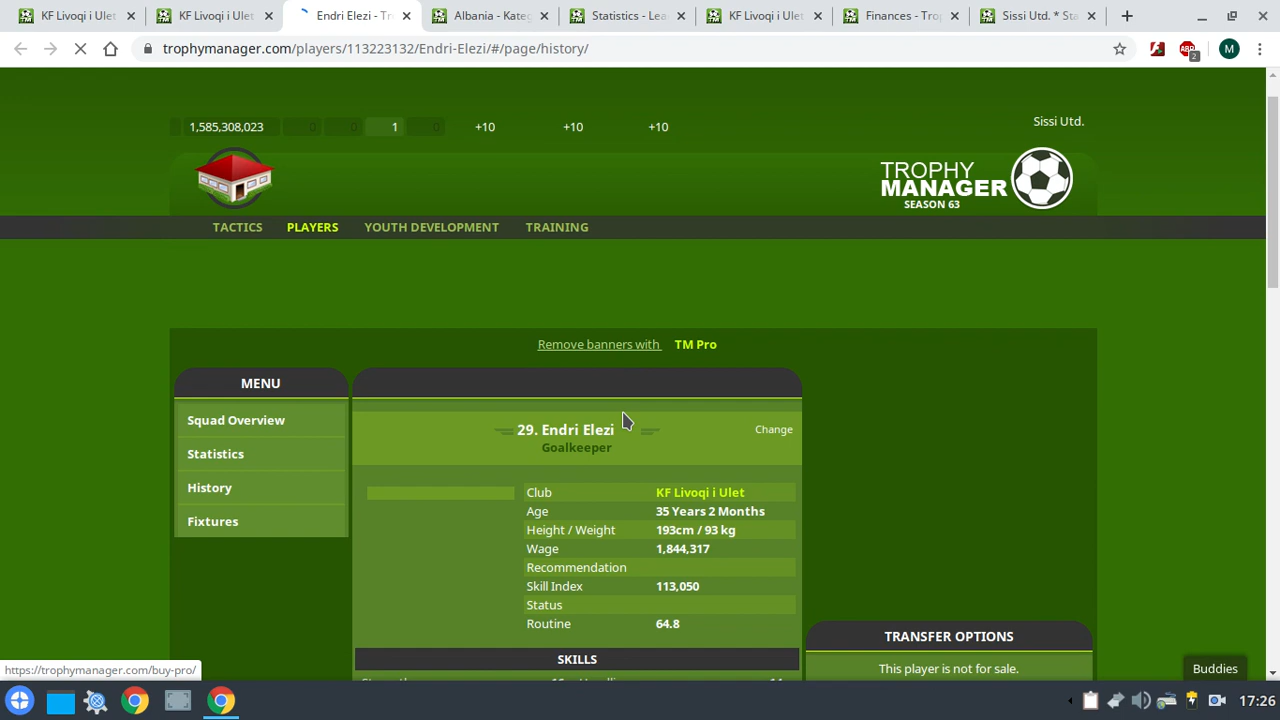 KF Livoqi i Ulet
KF Livoqi i Ulet
Endri Elezi - Tr
Albania - Kateg
Statistics - Lea
KF Livoqi i Ulet
Finances - Trop
Sissi Utd. * Sta
trophymanager.com/players/113223132/Endri-Elezi/#/page/history/
2
M
1,585,308,023 0 0 1 0 +10 +10 +10
Sissi Utd.
TROPHY
MANAGER
SEASON 63
TACTICS PLAYERS YOUTH DEVELOPMENT TRAINING
Remove banners with TM Pro
MENU
Squad Overview
Statistics
History
Fixtures
29. Endri Elezi
Change
Goalkeeper
Club KF Livoqi i Ulet
Age 35 Years 2 Months
Height / Weight 193cm / 93 kg
Wage 1,844,317
Recommendation
Skill Index 113,050
Status
Routine 64.8
SKILLS
TRANSFER OPTIONS
This player is not for sale.
https://trophymanager.com/buy-pro/
Buddies
17:26